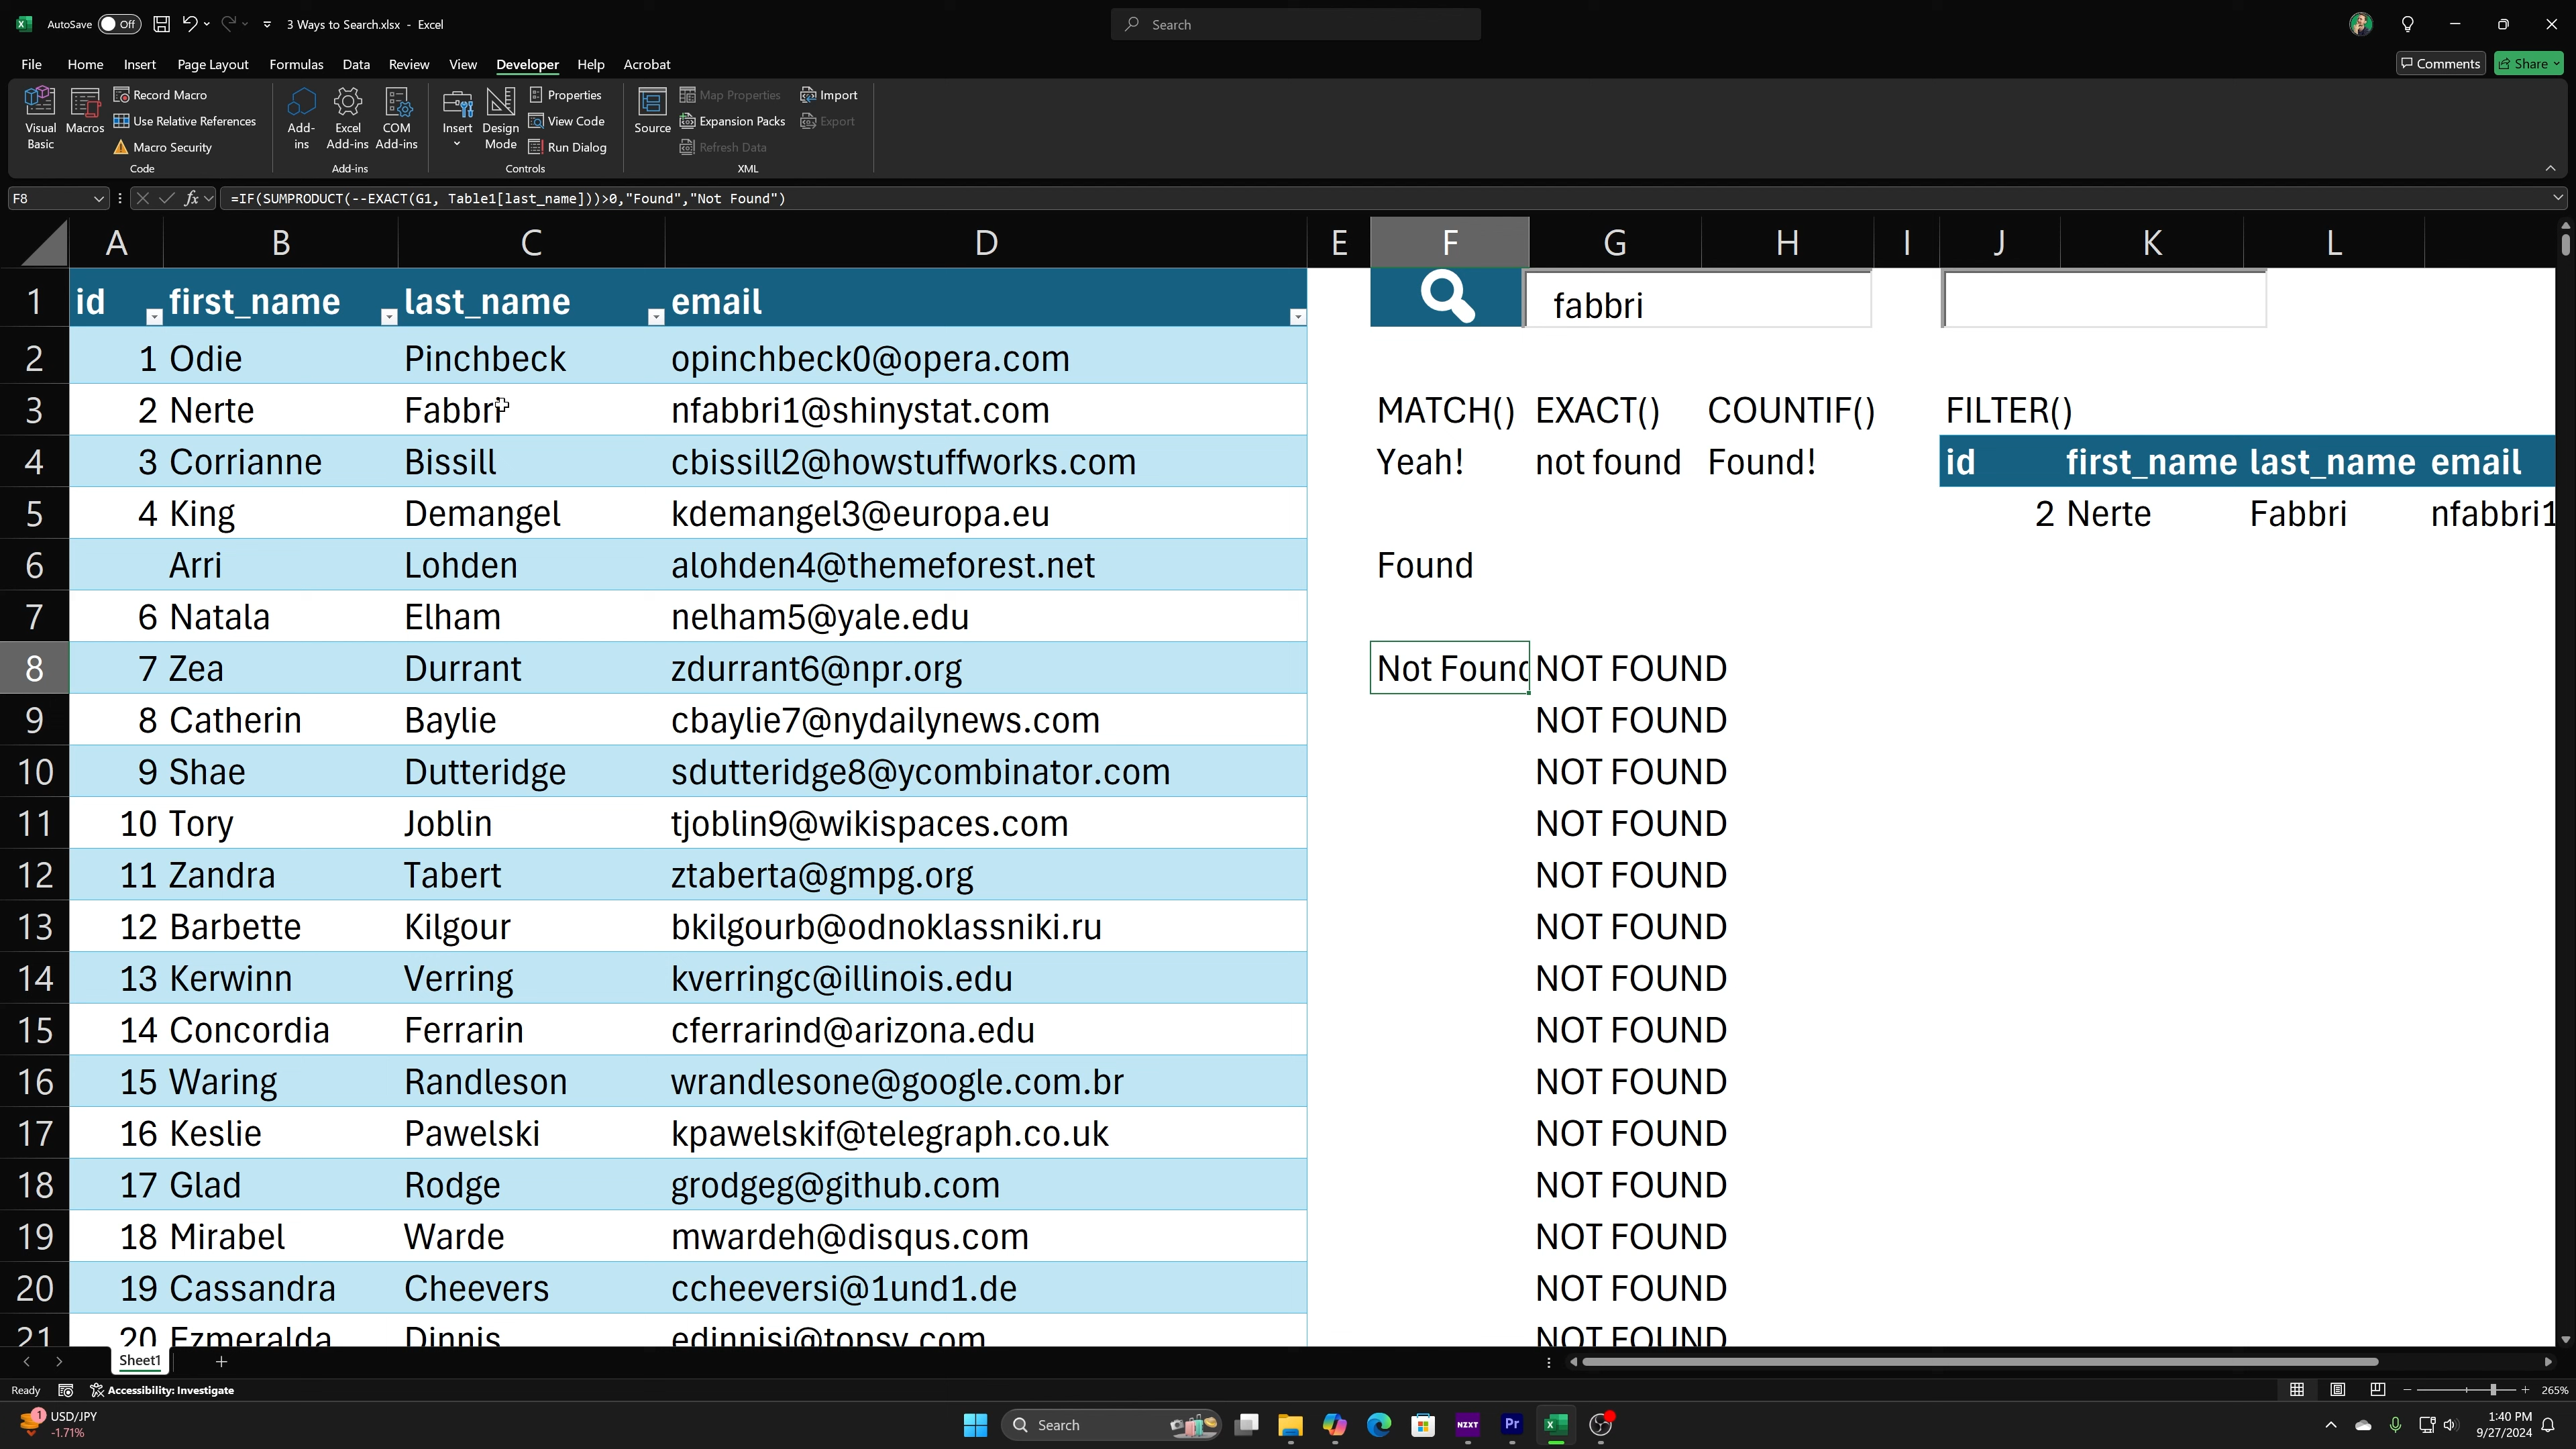 AutoSave Off 3 Ways to Search.xlsx - Excel Search
File Home Insert Page Layout Formulas Data Review View Developer Help Acrobat Comments Share
Visual Basic Macros Record Macro Use Relative References Macro Security Code
Add-ins Excel Add-ins COM Add-ins Add-ins
Insert Design Mode Properties View Code Run Dialog Controls
Source Map Properties Expansion Packs Refresh Data Import Export XML
F8 fx =IF(SUMPRODUCT(--EXACT(G1, Table1[last_name]))>0,"Found","Not Found")
A B C D E F G H I J K L
1 id first_name last_name email fabbri
2 1 Odie Pinchbeck opinchbeck0@opera.com
3 2 Nerte Fabbri nfabbri1@shinystat.com MATCH() EXACT() COUNTIF() FILTER()
4 3 Corrianne Bissill cbissill2@howstuffworks.com Yeah! not found Found! id first_name last_name email
5 4 King Demangel kdemangel3@europa.eu 2 Nerte Fabbri nfabbri1
6 Arri Lohden alohden4@themeforest.net Found
7 6 Natala Elham nelham5@yale.edu
8 7 Zea Durrant zdurrant6@npr.org Not Found NOT FOUND
9 8 Catherin Baylie cbaylie7@nydailynews.com NOT FOUND
10 9 Shae Dutteridge sdutteridge8@ycombinator.com NOT FOUND
11 10 Tory Joblin tjoblin9@wikispaces.com NOT FOUND
12 11 Zandra Tabert ztaberta@gmpg.org NOT FOUND
13 12 Barbette Kilgour bkilgourb@odnoklassniki.ru NOT FOUND
14 13 Kerwinn Verring kverringc@illinois.edu NOT FOUND
15 14 Concordia Ferrarin cferrarind@arizona.edu NOT FOUND
16 15 Waring Randleson wrandlesone@google.com.br NOT FOUND
17 16 Keslie Pawelski kpawelskif@telegraph.co.uk NOT FOUND
18 17 Glad Rodge grodgeg@github.com NOT FOUND
19 18 Mirabel Warde mwardeh@disqus.com NOT FOUND
20 19 Cassandra Cheevers ccheeversi@1und1.de NOT FOUND
21 20 Ezmeralda Dinnis edinnisj@topsy.com NOT FOUND
Sheet1
Ready Accessibility: Investigate 265%
1 USD/JPY -1.71% Search NZXT Pr 1:40 PM 9/27/2024